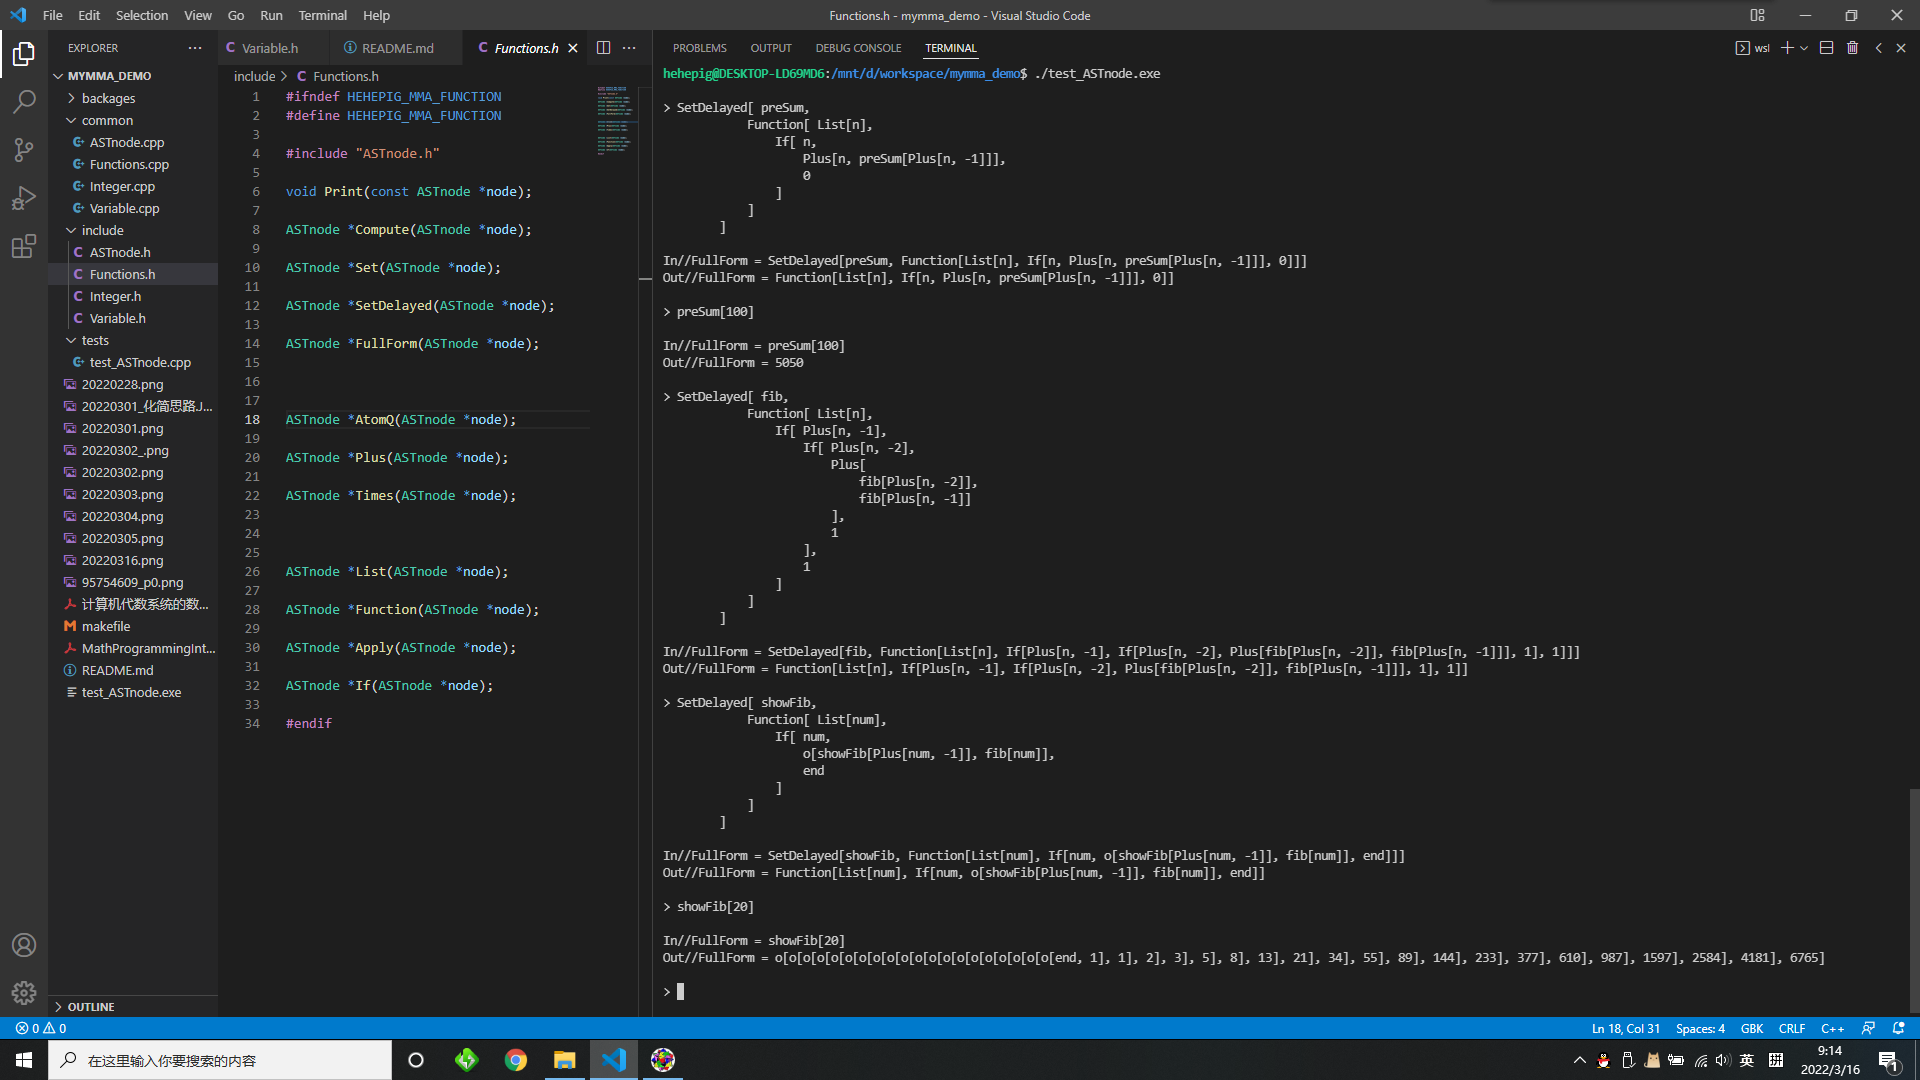 File Edit Selection View Go Run Terminal Help
Functions.h - mymma_demo - Visual Studio Code
EXPLORER
MYMMA_DEMO
backages
common
ASTnode.cpp
Functions.cpp
Integer.cpp
Variable.cpp
include
ASTnode.h
Functions.h
Integer.h
Variable.h
tests
test_ASTnode.cpp
20220228.png
20220301_化简思路.J...
20220301.png
20220302_.png
20220302.png
20220303.png
20220304.png
20220305.png
20220316.png
95754609_p0.png
计算机代数系统的数...
makefile
MathProgrammingInt...
README.md
test_ASTnode.exe
OUTLINE
Variable.h README.md Functions.h
include > Functions.h
1 #ifndef HEHEPIG_MMA_FUNCTION
2 #define HEHEPIG_MMA_FUNCTION
3
4 #include "ASTnode.h"
5
6 void Print(const ASTnode *node);
7
8 ASTnode *Compute(ASTnode *node);
9
10 ASTnode *Set(ASTnode *node);
11
12 ASTnode *SetDelayed(ASTnode *node);
13
14 ASTnode *FullForm(ASTnode *node);
15
16
17
18 ASTnode *AtomQ(ASTnode *node);
19
20 ASTnode *Plus(ASTnode *node);
21
22 ASTnode *Times(ASTnode *node);
23
24
25
26 ASTnode *List(ASTnode *node);
27
28 ASTnode *Function(ASTnode *node);
29
30 ASTnode *Apply(ASTnode *node);
31
32 ASTnode *If(ASTnode *node);
33
34 #endif
PROBLEMS OUTPUT DEBUG CONSOLE TERMINAL
wsl
hehepig@DESKTOP-LD69MD6:/mnt/d/workspace/mymma_demo$ ./test_ASTnode.exe
> SetDelayed[ preSum,
Function[ List[n],
If[ n,
Plus[n, preSum[Plus[n, -1]]],
0
]
]
]
In//FullForm = SetDelayed[preSum, Function[List[n], If[n, Plus[n, preSum[Plus[n, -1]]], 0]]]
Out//FullForm = Function[List[n], If[n, Plus[n, preSum[Plus[n, -1]]], 0]]
> preSum[100]
In//FullForm = preSum[100]
Out//FullForm = 5050
> SetDelayed[ fib,
Function[ List[n],
If[ Plus[n, -1],
If[ Plus[n, -2],
Plus[
fib[Plus[n, -2]],
fib[Plus[n, -1]]
],
1
],
1
]
]
]
In//FullForm = SetDelayed[fib, Function[List[n], If[Plus[n, -1], If[Plus[n, -2], Plus[fib[Plus[n, -2]], fib[Plus[n, -1]]], 1], 1]]]
Out//FullForm = Function[List[n], If[Plus[n, -1], If[Plus[n, -2], Plus[fib[Plus[n, -2]], fib[Plus[n, -1]]], 1], 1]]
> SetDelayed[ showFib,
Function[ List[num],
If[ num,
o[showFib[Plus[num, -1]], fib[num]],
end
]
]
]
In//FullForm = SetDelayed[showFib, Function[List[num], If[num, o[showFib[Plus[num, -1]], fib[num]], end]]]
Out//FullForm = Function[List[num], If[num, o[showFib[Plus[num, -1]], fib[num]], end]]
> showFib[20]
In//FullForm = showFib[20]
Out//FullForm = o[o[o[o[o[o[o[o[o[o[o[o[o[o[o[o[o[o[o[o[end, 1], 1], 2], 3], 5], 8], 13], 21], 34], 55], 89], 144], 233], 377], 610], 987], 1597], 2584], 4181], 6765]
>
0 0
Ln 18, Col 31 Spaces: 4 GBK CRLF C++
在这里输入你要搜索的内容
英
9:14
2022/3/16
1